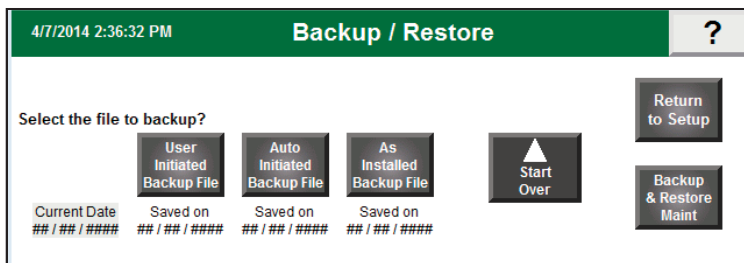 4/7/2014 2:36:32 PM
Backup / Restore
?
Select the file to backup?
User
Initiated
Backup File
Auto
Initiated
Backup File
As
Installed
Backup File
Start
Over
Return
to Setup
Backup
& Restore
Maint
Current Date
## / ## / ####
Saved on
## / ## / ####
Saved on
## / ## / ####
Saved on
## / ## / ####